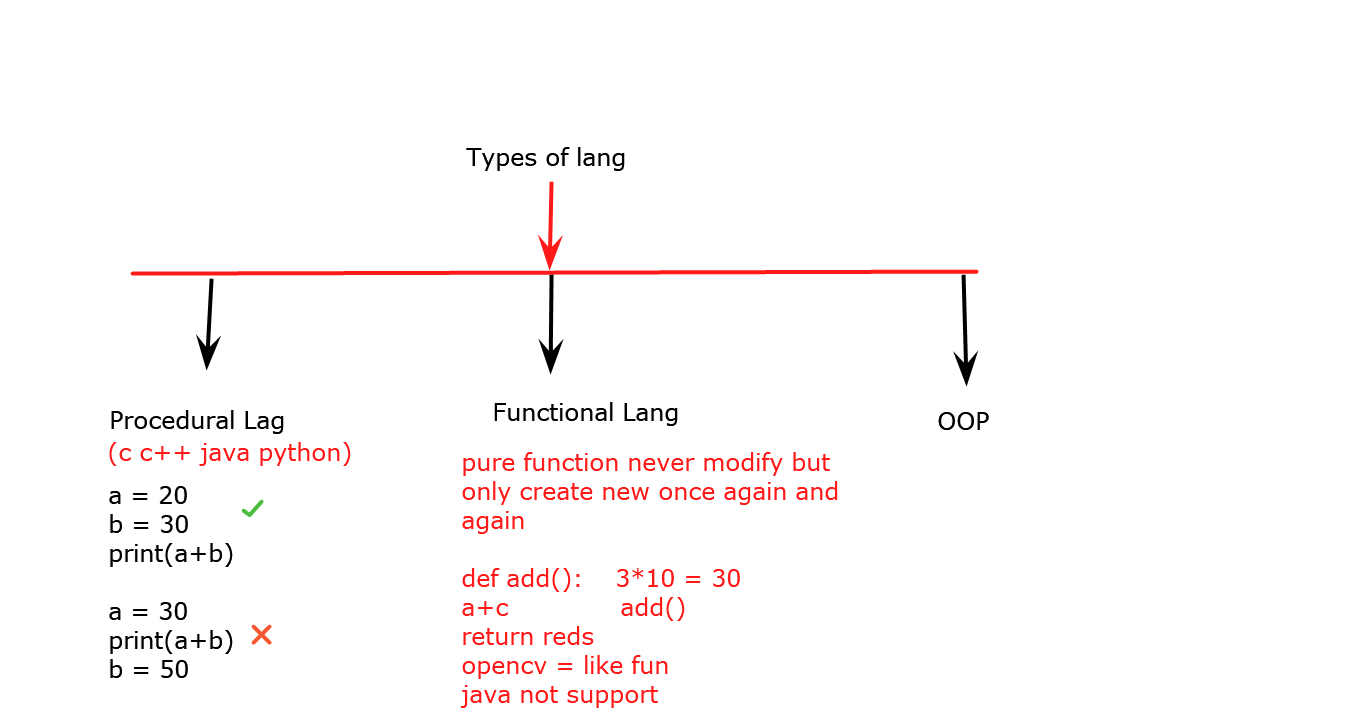 Types of lang
Procedural Lag
(c c++ java python)
a = 20
b = 30
print(a+b)
a = 30
print(a+b)
b = 50
Functional Lang
pure function never modify but
only create new once again and
again
def add(): 3*10 = 30
a+c add()
return reds
opencv = like fun
java not support
OOP